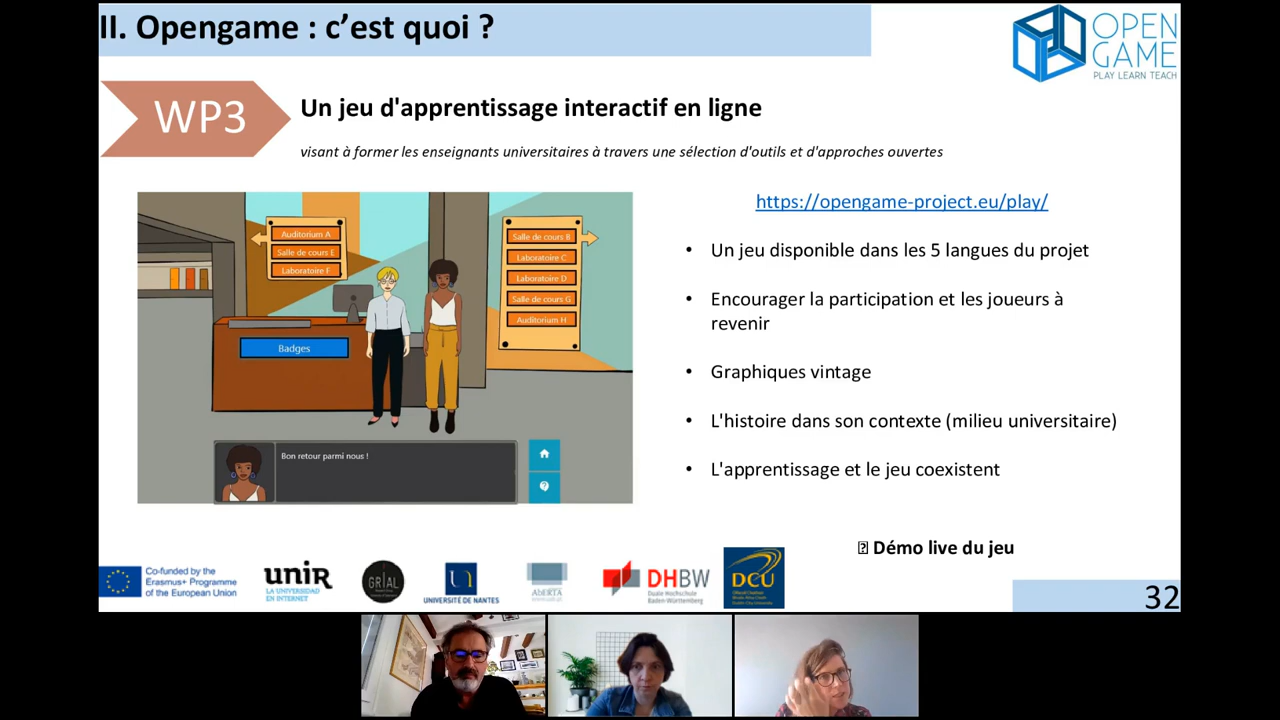 II. Opengame : c’est quoi ?
OPEN
GAME
PLAY LEARN TEACH
WP3
Un jeu d'apprentissage interactif en ligne
visant à former les enseignants universitaires à travers une sélection d'outils et d'approches ouvertes
Auditorium A
Salle de cours E
Laboratoire F
Salle de cours B
Laboratoire C
Laboratoire D
Salle de cours G
Auditorium H
Badges
Bon retour parmi nous !
https://opengame-project.eu/play/
• Un jeu disponible dans les 5 langues du projet
• Encourager la participation et les joueurs à
revenir
• Graphiques vintage
• L'histoire dans son contexte (milieu universitaire)
• L'apprentissage et le jeu coexistent
Démo live du jeu
Co-funded by the
Erasmus+ Programme
of the European Union
unir
LA UNIVERSIDAD
EN INTERNET
GRIAL
UNIVERSITÉ DE NANTES
AbERTA
DHBW
Duale Hochschule
Baden-Württemberg
DCU
32